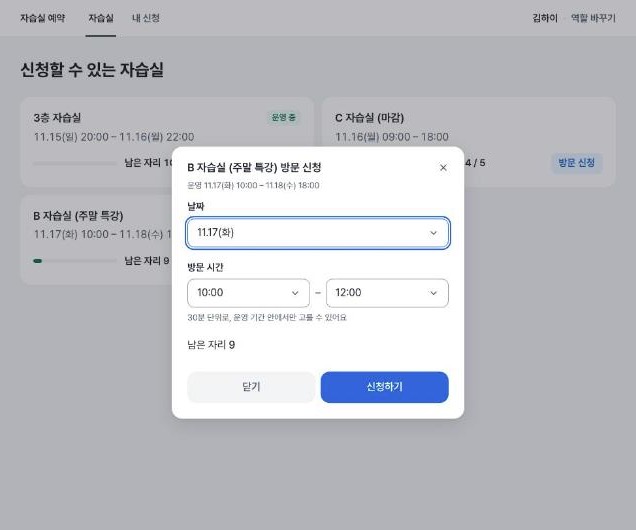 자습실 예약
자습실
내 신청
김하이 · 역할 바꾸기
신청할 수 있는 자습실
3층 자습실
운영 중
11.15(일) 20:00 – 11.16(월) 22:00
남은 자리 10
C 자습실 (마감)
11.16(월) 09:00 – 18:00
4 / 5
방문 신청
B 자습실 (주말 특강)
11.17(화) 10:00 – 11.18(수) 1
남은 자리 9
B 자습실 (주말 특강) 방문 신청
운영 11.17(화) 10:00 – 11.18(수) 18:00
날짜
11.17(화)
방문 시간
10:00 – 12:00
30분 단위로, 운영 기간 안에서만 고를 수 있어요
남은 자리 9
닫기
신청하기